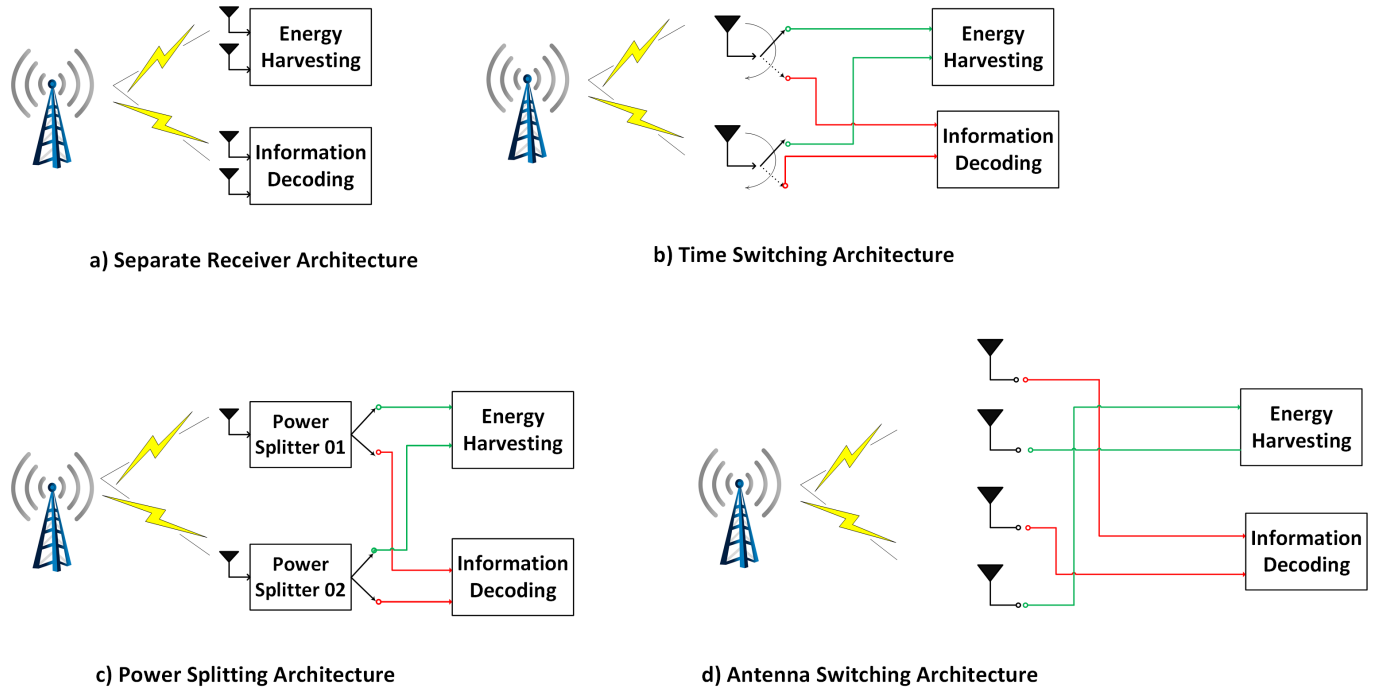 Energy
Harvesting
Information
Decoding
a) Separate Receiver Architecture
Energy
Harvesting
Information
Decoding
b) Time Switching Architecture
Power
Splitter 01
Power
Splitter 02
Energy
Harvesting
Information
Decoding
c) Power Splitting Architecture
Energy
Harvesting
Information
Decoding
d) Antenna Switching Architecture